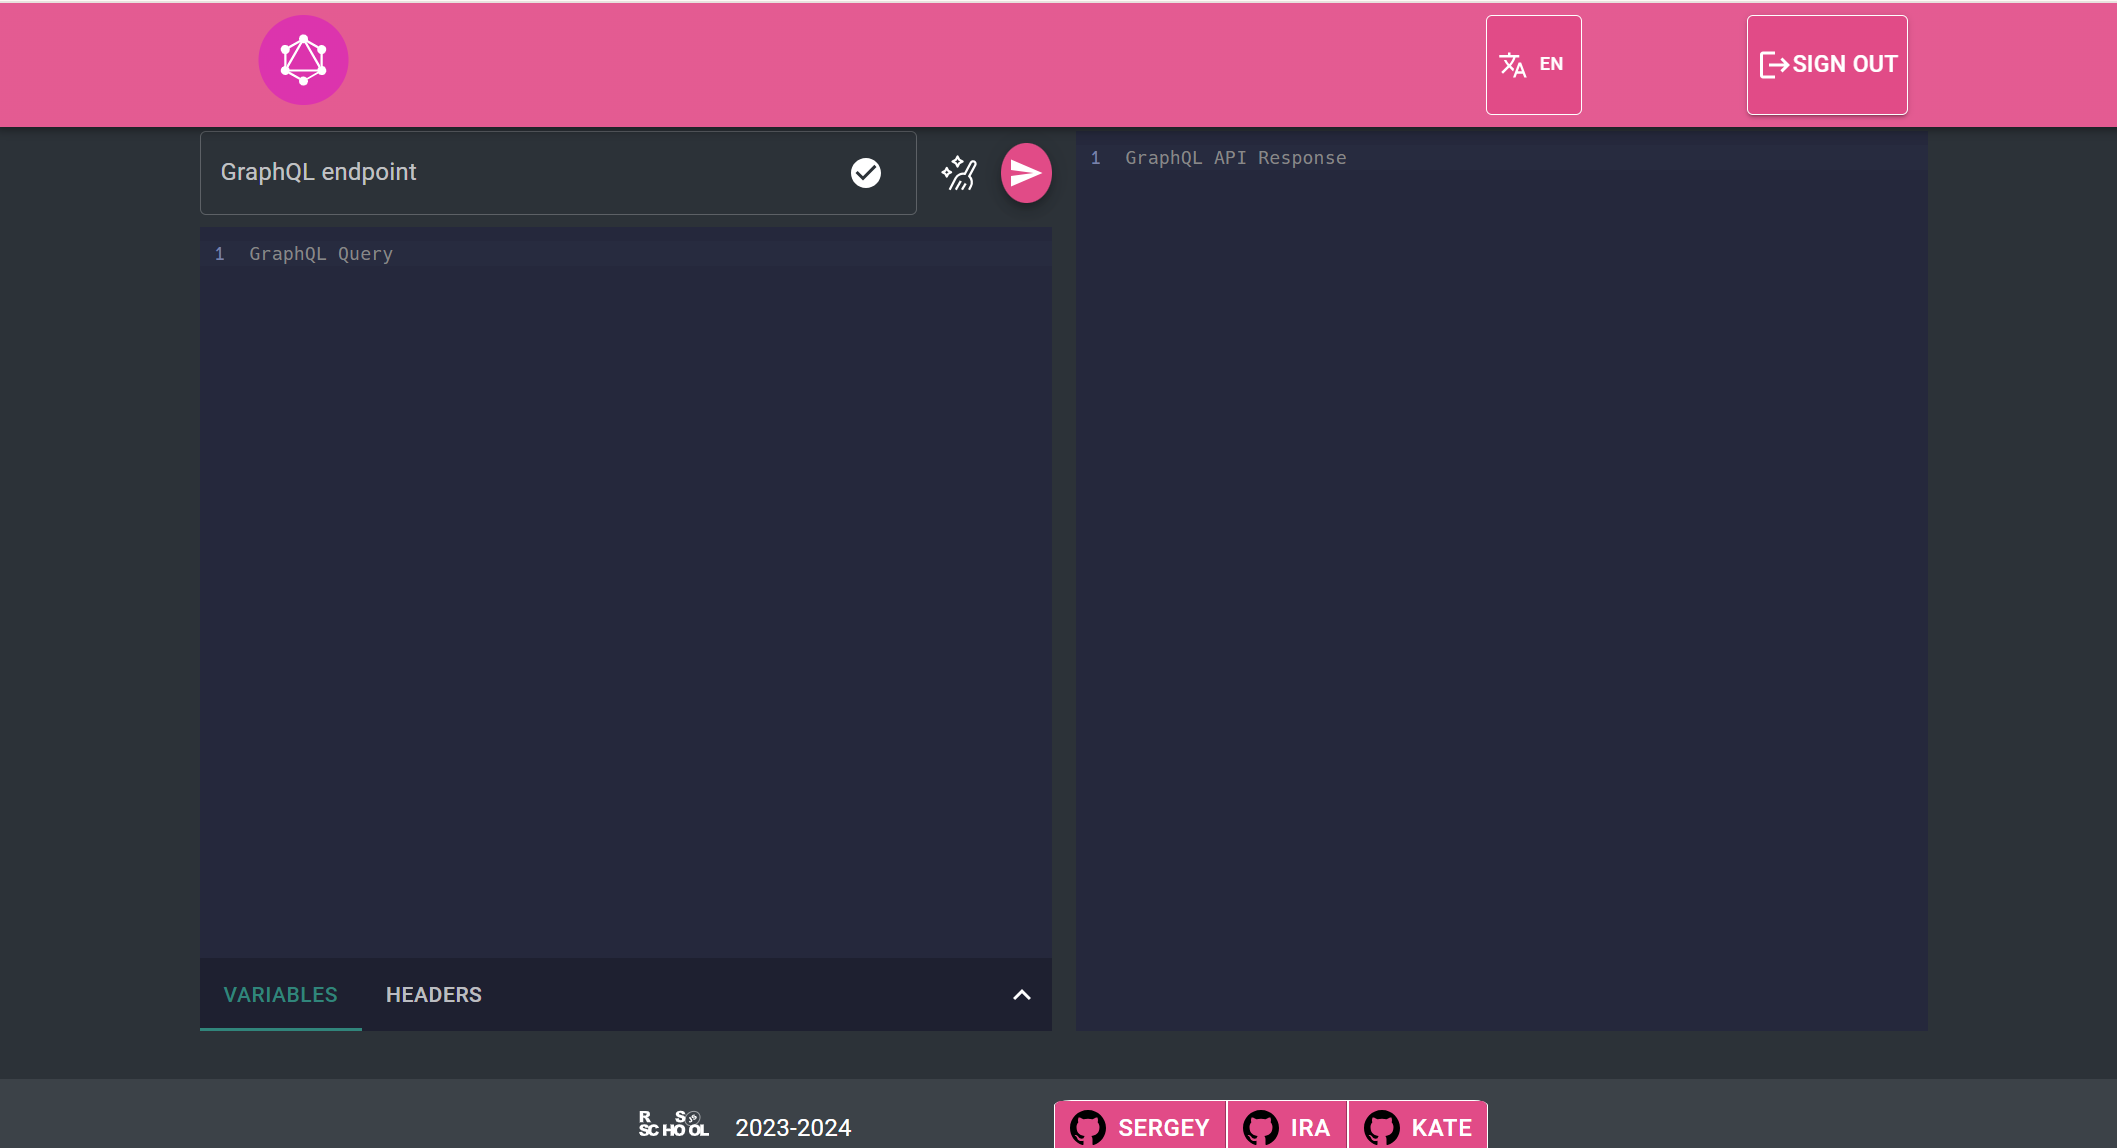 EN
SIGN OUT
GraphQL endpoint
1 GraphQL Query
1 GraphQL API Response
VARIABLES HEADERS
RS
SCHOOL
2023-2024
SERGEY IRA KATE